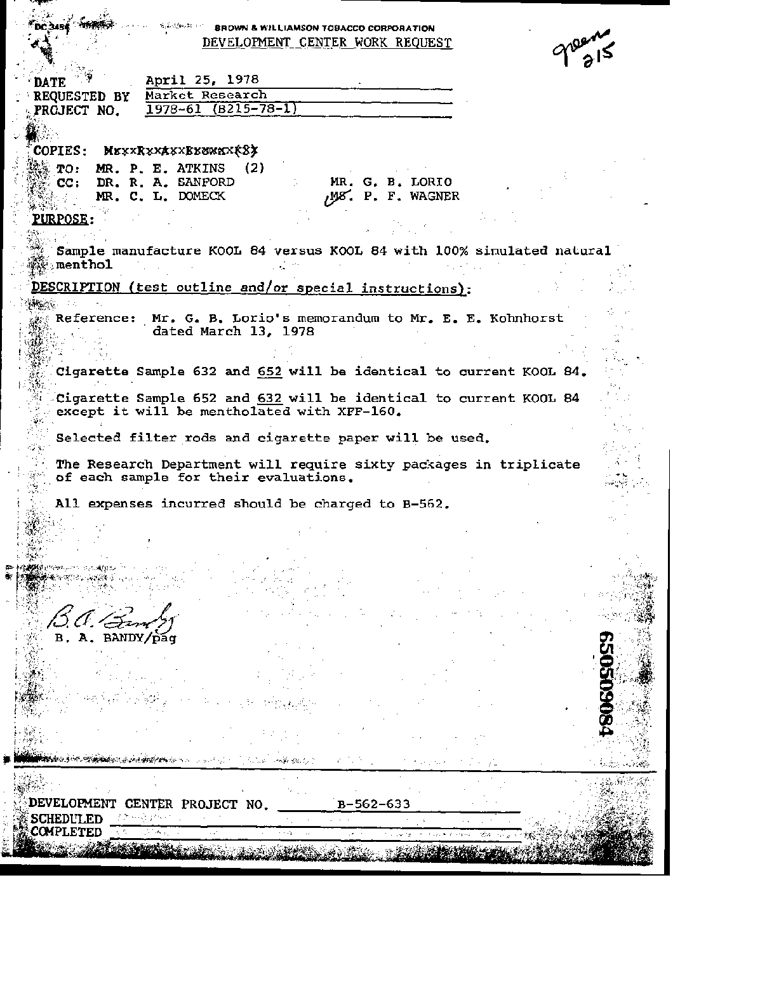 DC 3454
BROWN & WILLIAMSON TOBACCO CORPORATION
DEVELOPMENT CENTER WORK REQUEST
green
215
DATE April 25, 1978
REQUESTED BY Market Research
PROJECT NO. 1978-61 (B215-78-1)
COPIES:
TO: MR. P. E. ATKINS (2)
CC: DR. R. A. SANFORD MR. G. B. LORIO
MR. C. L. DOMECK MS. P. F. WAGNER
PURPOSE:
Sample manufacture KOOL 84 versus KOOL 84 with 100% simulated natural
menthol
DESCRIPTION (test outline and/or special instructions):
Reference: Mr. G. B. Lorio's memorandum to Mr. E. E. Kohnhorst
dated March 13, 1978
Cigarette Sample 632 and 652 will be identical to current KOOL 84.
Cigarette Sample 652 and 632 will be identical to current KOOL 84
except it will be mentholated with XFF-160.
Selected filter rods and cigarette paper will be used.
The Research Department will require sixty packages in triplicate
of each sample for their evaluations.
All expenses incurred should be charged to B-562.
B. A. Bandy
B. A. BANDY/pag
650509084
DEVELOPMENT CENTER PROJECT NO. B-562-633
SCHEDULED
COMPLETED